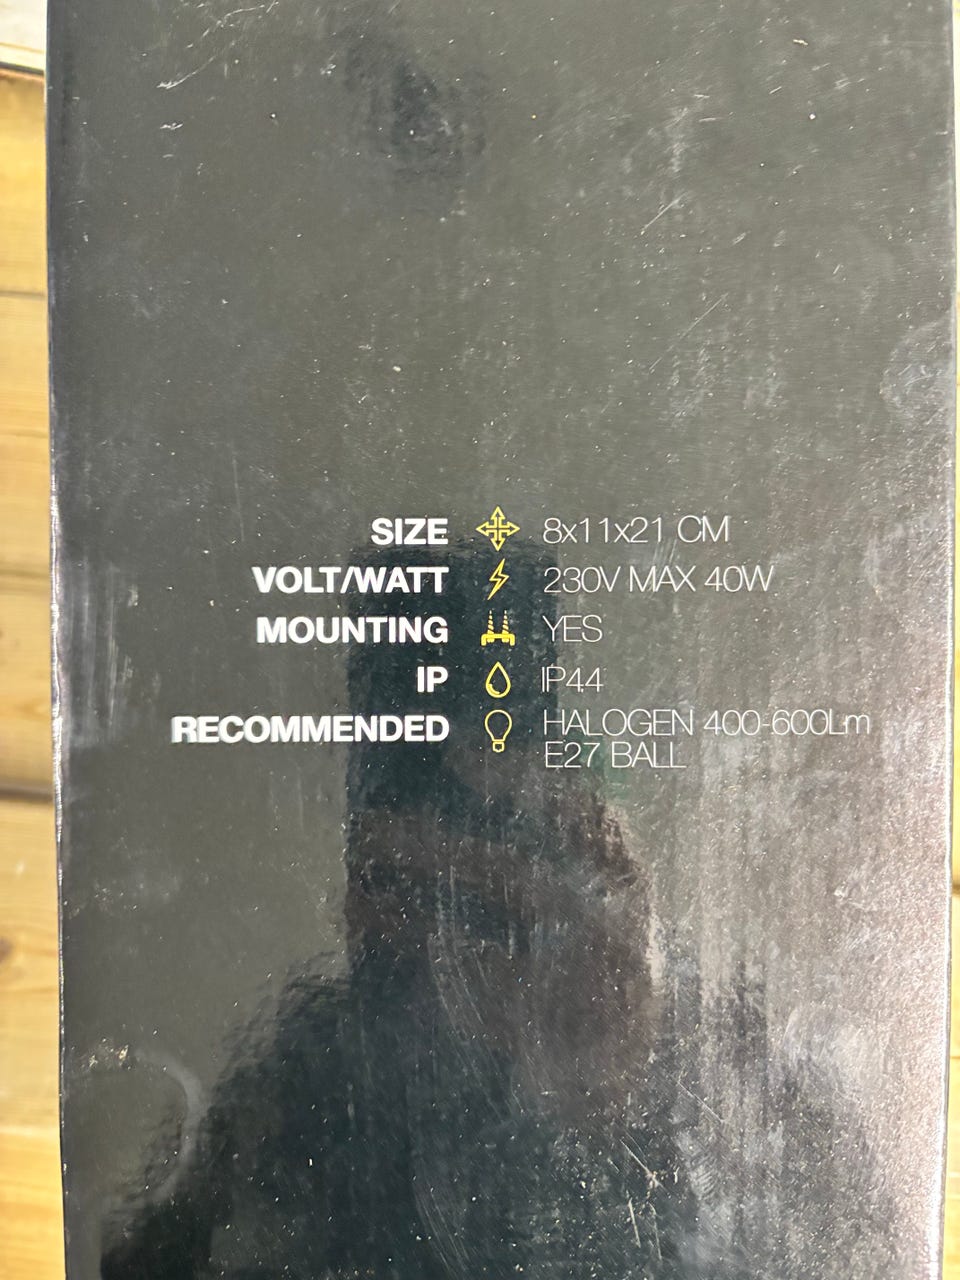 SIZE 8x11x21 CM
VOLT/WATT 230V MAX 40W
MOUNTING YES
IP IP44
RECOMMENDED HALOGEN 400-600Lm
E27 BALL